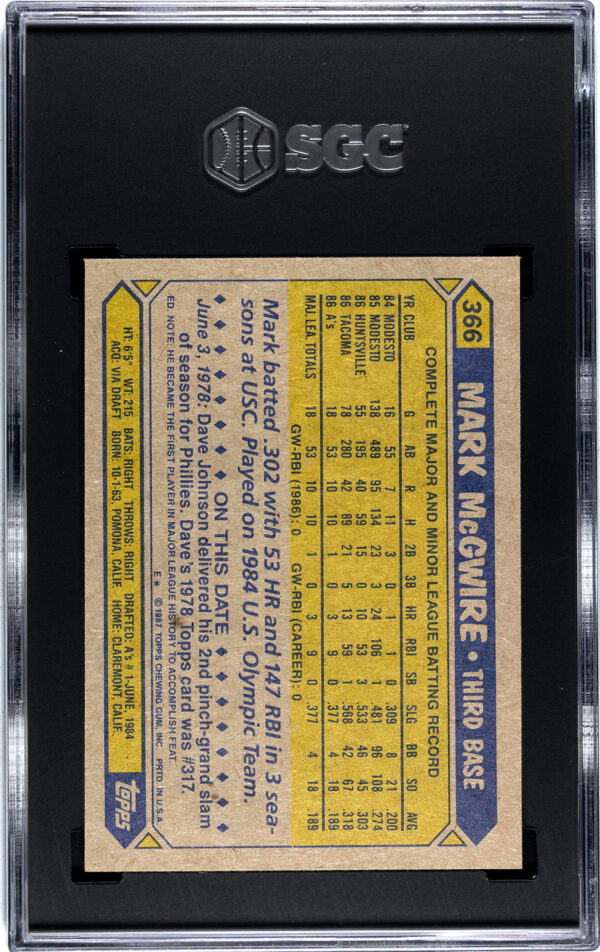 SGC
366
MARK McGWIRE • THIRD BASE
COMPLETE MAJOR AND MINOR LEAGUE BATTING RECORD
YR CLUB G AB R H 2B 3B HR RBI SB SLG BB SO AVG
84 MODESTO 16 55 7 11 3 0 1 1 0 .309 8 21 .200
85 MODESTO 138 489 95 134 23 3 24 106 1 .481 96 108 .274
86 HUNTSVILLE 55 195 40 59 15 0 10 53 3 .533 46 45 .303
86 TACOMA 78 280 42 89 21 5 13 59 1 .568 42 67 .318
86 A's 18 53 10 10 1 0 3 9 0 .377 4 18 .189
MAJ. LEA. TOTALS 18 53 10 10 1 0 3 9 0 .377 4 18 .189
GW-RBI (1986): 0 GW-RBI (CAREER): 0
Mark batted .302 with 53 HR and 147 RBI in 3 sea-
sons at USC. Played on 1984 U.S. Olympic Team.
♦ ♦ ♦ ♦ ♦ ♦ ON THIS DATE ♦ ♦ ♦ ♦ ♦ ♦
June 3, 1978: Dave Johnson delivered his 2nd pinch-grand slam
of season for Phillies. Dave's 1978 Topps card was #317.
ED. NOTE: HE BECAME THE FIRST PLAYER IN MAJOR LEAGUE HISTORY TO ACCOMPLISH FEAT.
E* © 1987 TOPPS CHEWING GUM, INC. PRTD. IN U.S.A.
HT: 6'5" WT: 215 BATS: RIGHT THROWS: RIGHT DRAFTED: A's #1-JUNE, 1984
ACQ: VIA DRAFT BORN: 10-1-63, POMONA, CALIF. HOME: CLAREMONT, CALIF.
topps